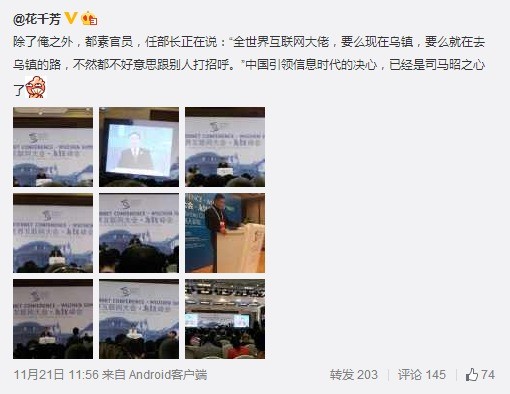 @花千芳
除了俺之外，都素官员，任部长正在说：“全世界互联网大佬，要么现在乌镇，要么就在去
乌镇的路，不然都不好意思跟别人打招呼。”中国引领信息时代的决心，已经是司马昭之心
了
11月21日 11:56 来自 Android客户端
转发 203 | 评论 145 | 74